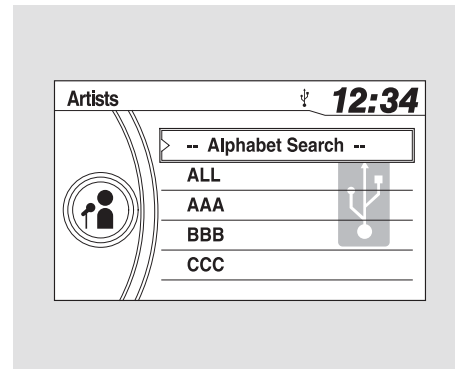 Artists 12:34
-- Alphabet Search --
ALL
AAA
BBB
CCC